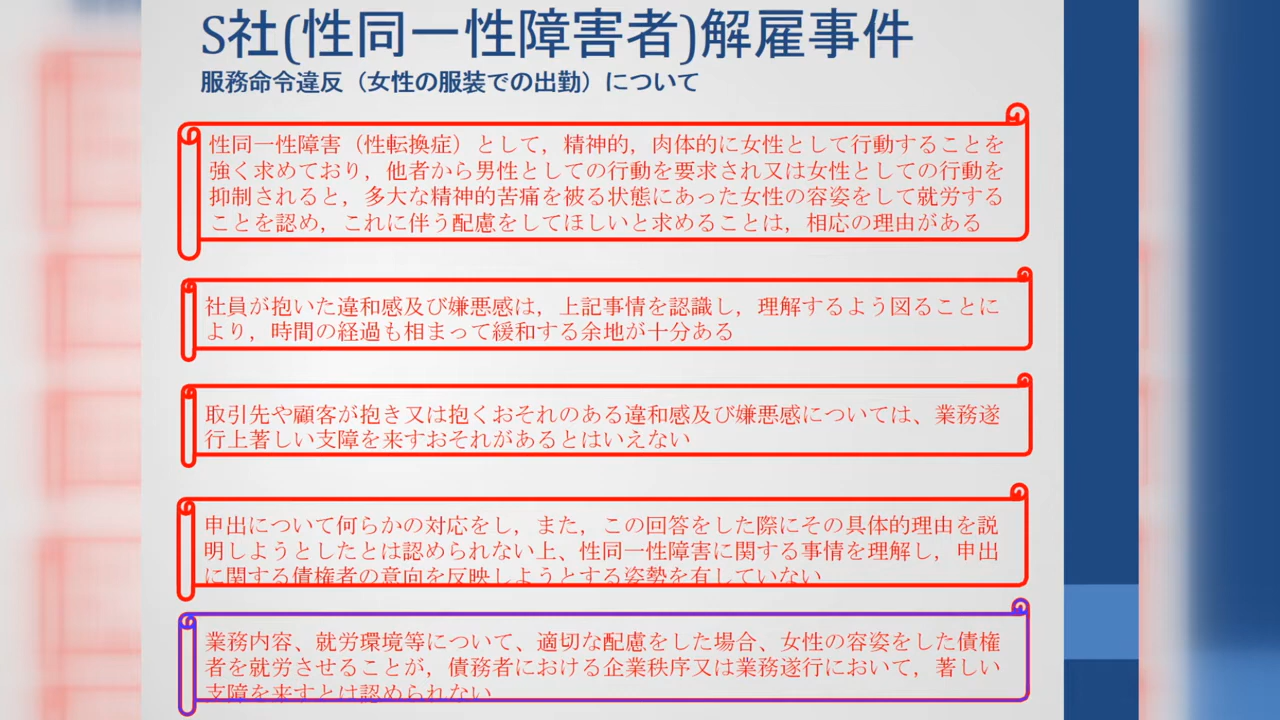 S社(性同一性障害者)解雇事件
服務命令違反（女性の服装での出勤）について
性同一性障害（性転換症）として，精神的，肉体的に女性として行動することを
強く求めており，他者から男性としての行動を要求され又は女性としての行動を
抑制されると，多大な精神的苦痛を被る状態にあった女性の容姿をして就労する
ことを認め，これに伴う配慮をしてほしいと求めることは，相応の理由がある
社員が抱いた違和感及び嫌悪感は，上記事情を認識し，理解するよう図ることに
より，時間の経過も相まって緩和する余地が十分ある
取引先や顧客が抱き又は抱くおそれのある違和感及び嫌悪感については、業務遂
行上著しい支障を来すおそれがあるとはいえない
申出について何らかの対応をし，また，この回答をした際にその具体的理由を説
明しようとしたとは認められない上、性同一性障害に関する事情を理解し，申出
に関する債権者の意向を反映しようとする姿勢を有していない
業務内容、就労環境等について、適切な配慮をした場合、女性の容姿をした債権
者を就労させることが，債務者における企業秩序又は業務遂行において，著しい
支障を来すとは認められない